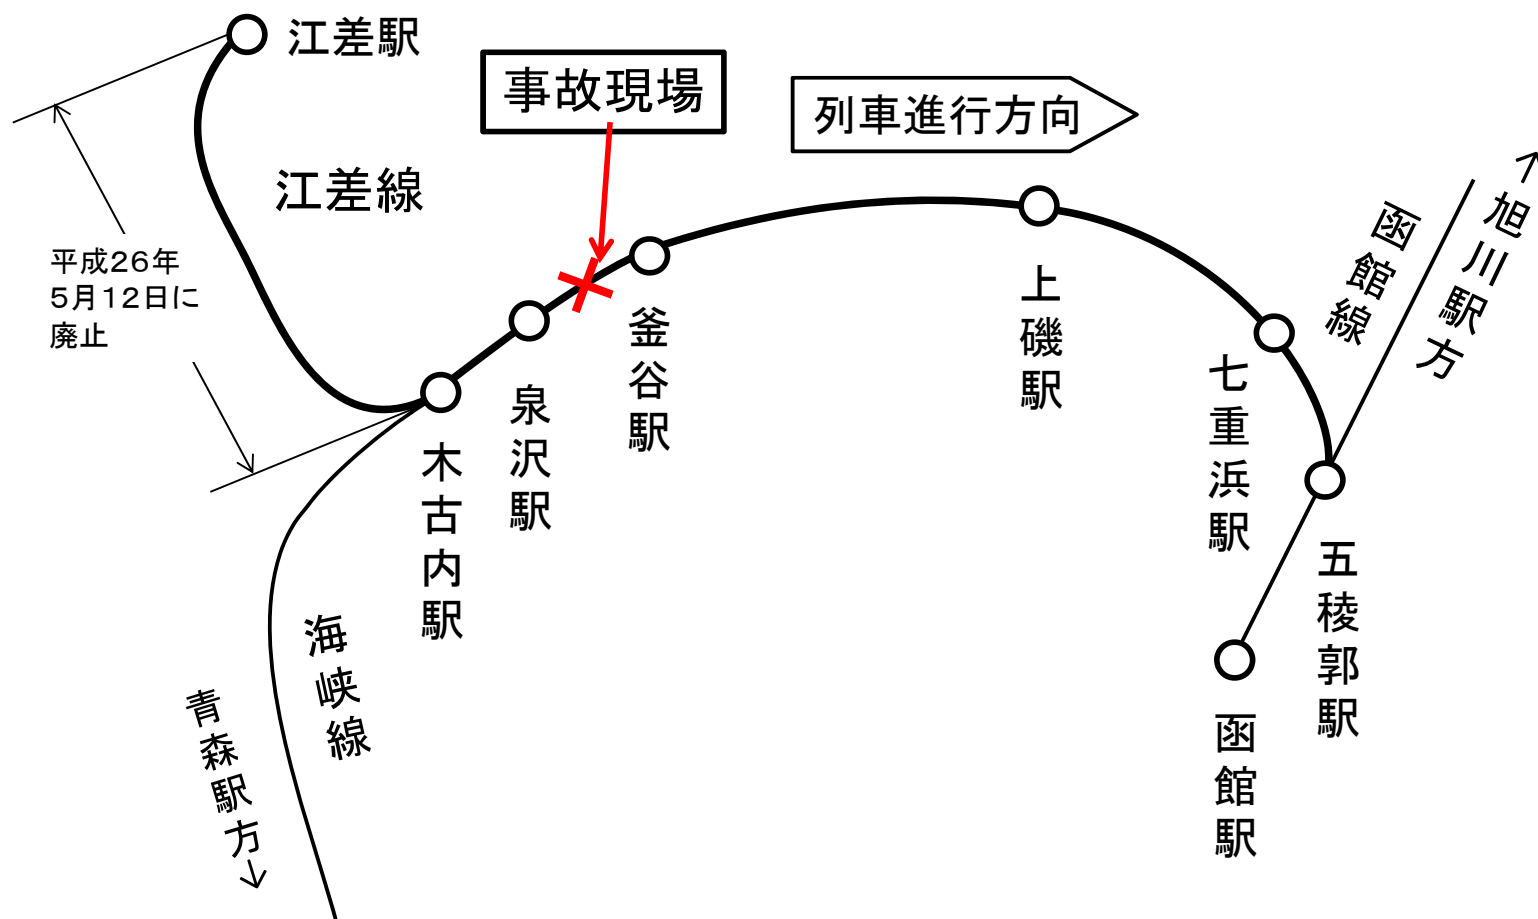 江差駅
事故現場
列車進行方向
江差線
平成26年
5月12日に
廃止
釜谷駅
泉沢駅
木古内駅
上磯駅
七重浜駅
五稜郭駅
函館駅
函館線
↑旭川駅方
海峡線
青森駅方↓